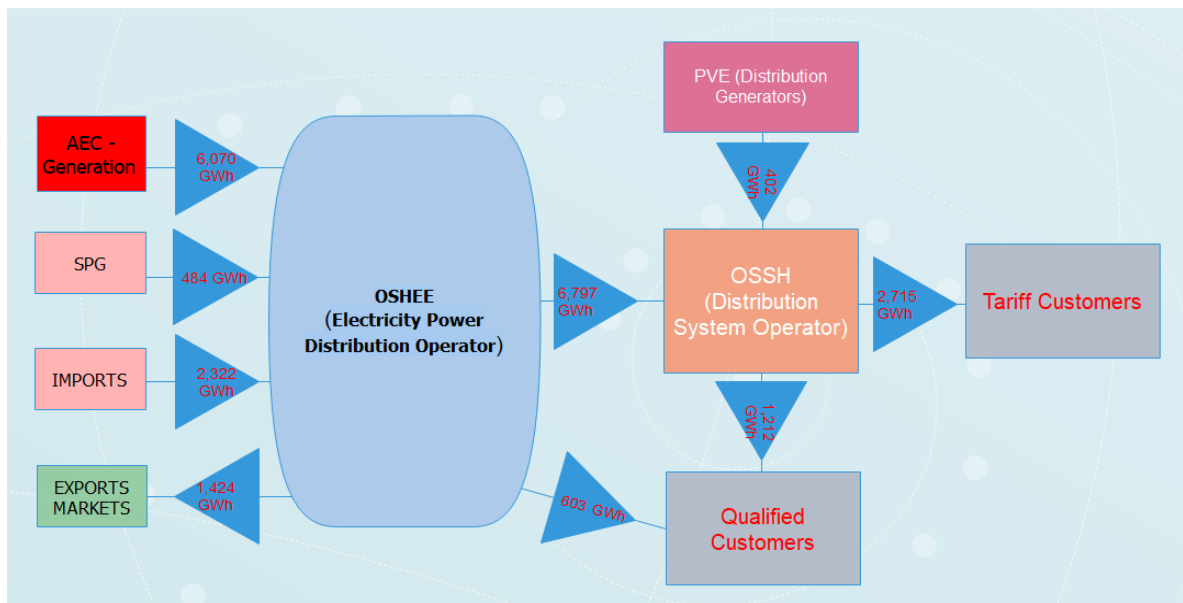 PVE (Distribution
Generators)
AEC -
Generation
6,070
GWh
402
GWh
SPG
484 GWh
OSHEE
(Electricity Power
Distribution Operator)
6,797
GWh
OSSH
(Distribution
System Operator)
2,715
GWh
Tariff Customers
IMPORTS
2,322
GWh
1,212
GWh
EXPORTS
MARKETS
1,424
GWh
603 GWh
Qualified
Customers